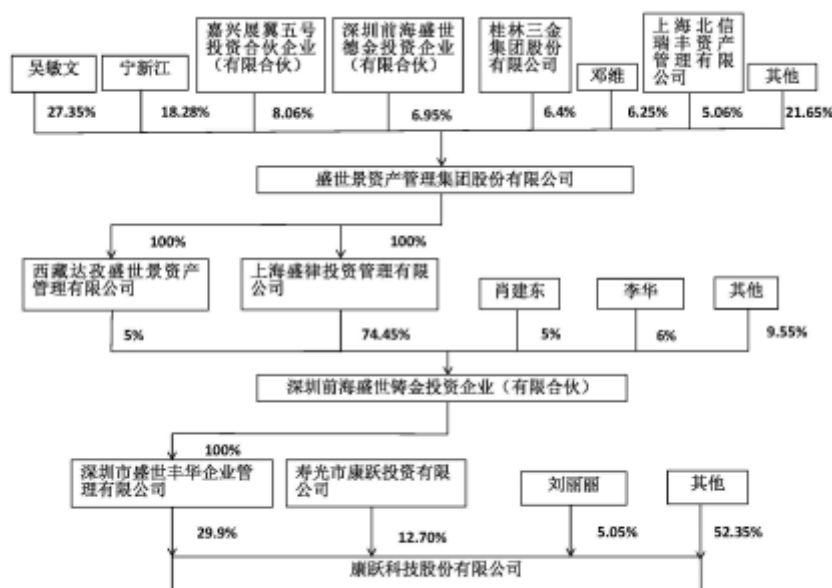 吴敏文
宁新江
嘉兴展翼五号
投资合伙企业
(有限合伙)
深圳前海盛世
德金投资企业
(有限合伙)
桂林三金
集团股份
有限公司
邓维
上海北信
瑞丰资产
管理有限
公司
其他
27.35%
18.28%
8.06%
6.95%
6.4%
6.25%
5.06%
21.65%
盛世景资产管理集团股份有限公司
100%
100%
西藏达孜盛世景资产
管理有限公司
上海盛律投资管理有限
公司
肖建东
李华
其他
5%
74.45%
5%
6%
9.55%
深圳前海盛世铸金投资企业(有限合伙)
100%
深圳市盛世丰华企业管
理有限公司
寿光市康跃投资有限
公司
刘丽丽
其他
29.9%
12.70%
5.05%
52.35%
康跃科技股份有限公司